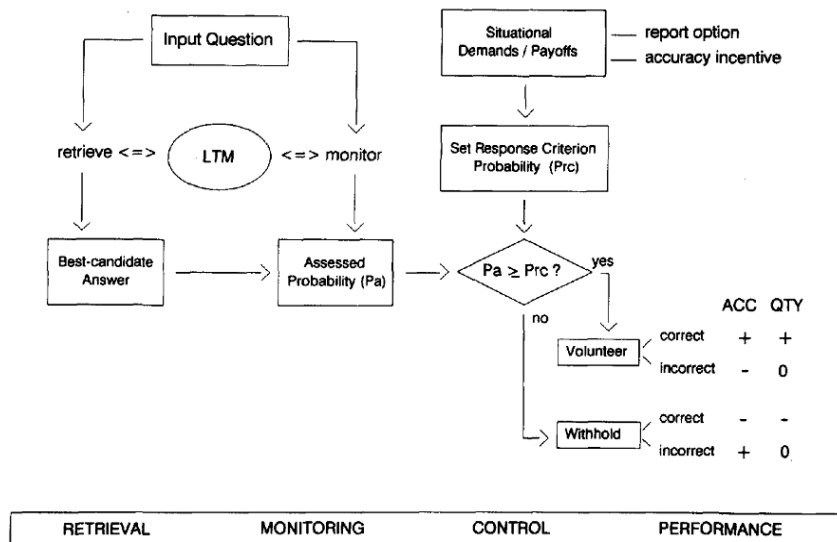 Input Question
retrieve <=>
LTM
<=> monitor
Best-candidate
Answer
Assessed
Probability (Pa)
Situational
Demands / Payoffs
report option
accuracy incentive
Set Response Criterion
Probability (Prc)
Pa ≥ Prc ?
yes
no
ACC QTY
Volunteer
correct + +
incorrect - 0
Withhold
correct - -
incorrect + 0
RETRIEVAL MONITORING CONTROL PERFORMANCE